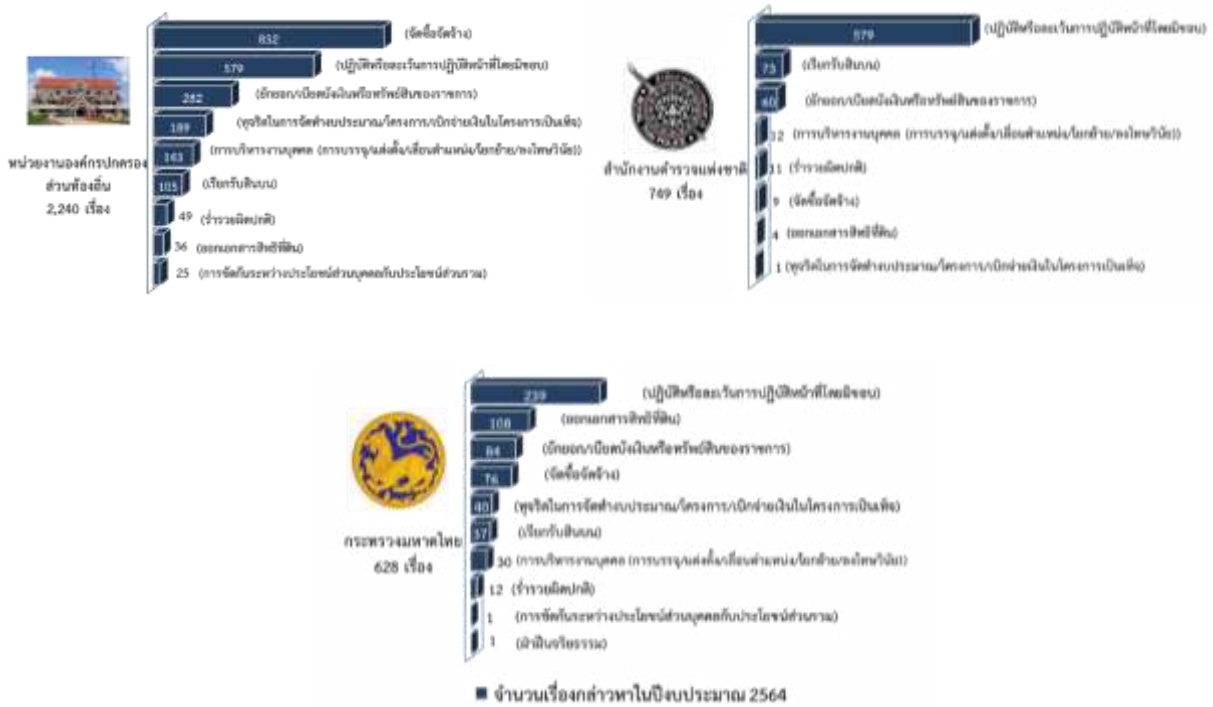 832 (จัดซื้อจัดจ้าง)
579 (ปฏิบัติหรือละเว้นการปฏิบัติหน้าที่โดยมิชอบ)
262 (ยักยอก/เบียดบังเงินหรือทรัพย์สินของราชการ)
189 (ทุจริตในการจัดทำงบประมาณ/โครงการ/เบิกจ่ายเงินในโครงการเป็นเท็จ)
163 (การบริหารงานบุคคล (การบรรจุ/แต่งตั้ง/เลื่อนตำแหน่ง/โยกย้าย/ลงโทษวินัย))
105 (เรียกรับสินบน)
49 (ร่ำรวยผิดปกติ)
36 (ออกเอกสารสิทธิที่ดิน)
25 (การขัดกันระหว่างประโยชน์ส่วนบุคคลกับประโยชน์ส่วนรวม)
หน่วยงานองค์กรปกครอง
ส่วนท้องถิ่น
2,240 เรื่อง
579 (ปฏิบัติหรือละเว้นการปฏิบัติหน้าที่โดยมิชอบ)
73 (เรียกรับสินบน)
60 (ยักยอก/เบียดบังเงินหรือทรัพย์สินของราชการ)
12 (การบริหารงานบุคคล (การบรรจุ/แต่งตั้ง/เลื่อนตำแหน่ง/โยกย้าย/ลงโทษวินัย))
11 (ร่ำรวยผิดปกติ)
9 (จัดซื้อจัดจ้าง)
4 (ออกเอกสารสิทธิที่ดิน)
1 (ทุจริตในการจัดทำงบประมาณ/โครงการ/เบิกจ่ายเงินในโครงการเป็นเท็จ)
สำนักงานตำรวจแห่งชาติ
749 เรื่อง
239 (ปฏิบัติหรือละเว้นการปฏิบัติหน้าที่โดยมิชอบ)
108 (ออกเอกสารสิทธิที่ดิน)
84 (ยักยอก/เบียดบังเงินหรือทรัพย์สินของราชการ)
76 (จัดซื้อจัดจ้าง)
40 (ทุจริตในการจัดทำงบประมาณ/โครงการ/เบิกจ่ายเงินในโครงการเป็นเท็จ)
37 (เรียกรับสินบน)
30 (การบริหารงานบุคคล (การบรรจุ/แต่งตั้ง/เลื่อนตำแหน่ง/โยกย้าย/ลงโทษวินัย))
12 (ร่ำรวยผิดปกติ)
1 (การขัดกันระหว่างประโยชน์ส่วนบุคคลกับประโยชน์ส่วนรวม)
1 (ฝ่าฝืนจริยธรรม)
กระทรวงมหาดไทย
628 เรื่อง
จำนวนเรื่องกล่าวหาในปีงบประมาณ 2564